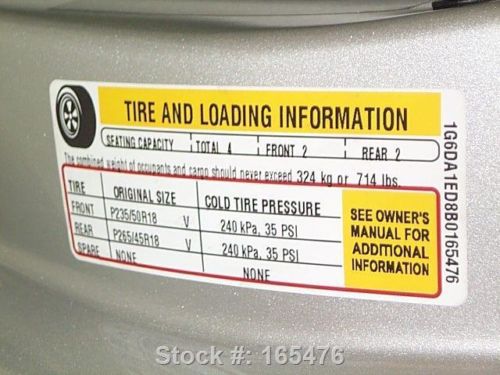 TIRE AND LOADING INFORMATION
SEATING CAPACITY TOTAL 4 FRONT 2 REAR 2
The combined weight of occupants and cargo should never exceed 324 kg or 714 lbs.
TIRE ORIGINAL SIZE COLD TIRE PRESSURE
FRONT P235/50R18 V 240 kPa, 35 PSI
REAR P265/45R18 V 240 kPa, 35 PSI
SPARE NONE NONE
SEE OWNER'S
MANUAL FOR
ADDITIONAL
INFORMATION
1G6DA1ED8B0165476
Stock #: 165476